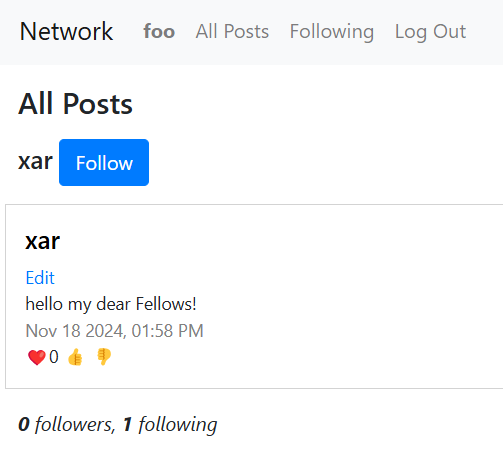 Network foo All Posts Following Log Out
All Posts
xar Follow
xar
Edit
hello my dear Fellows!
Nov 18 2024, 01:58 PM
❤️0 👍 👎
0 followers, 1 following